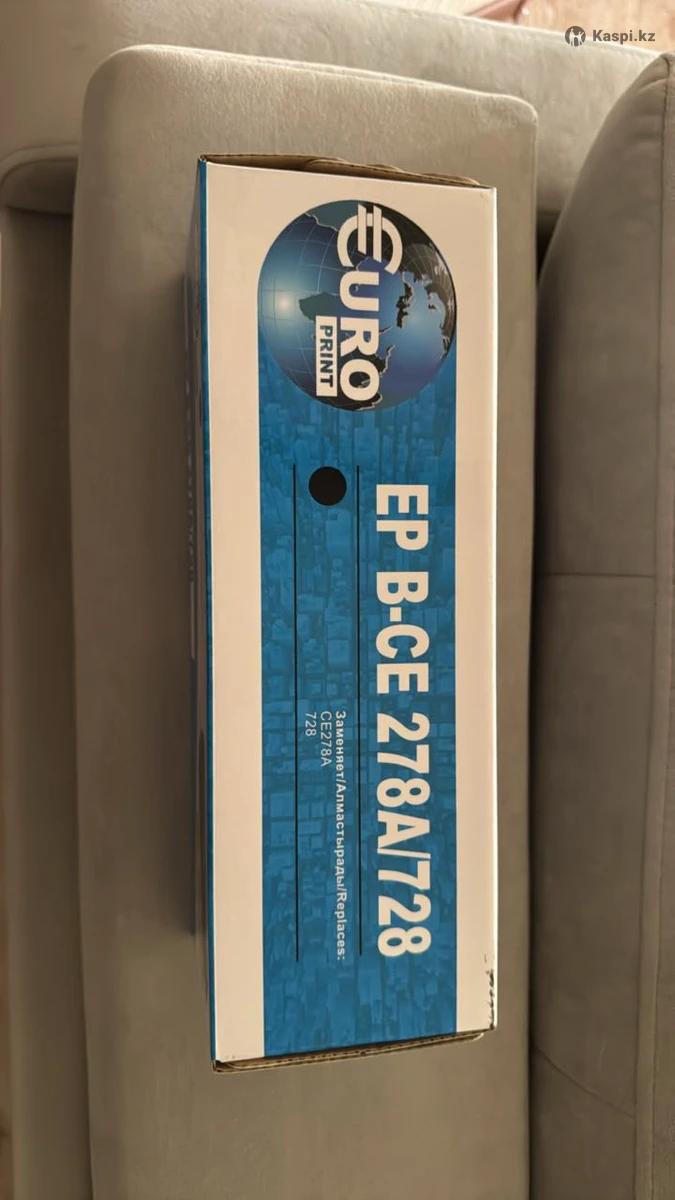 Kaspi.kz
EURO
PRINT
EP B-CE 278A/728
Заменяет/Алмастырады/Replaces:
CE278A
728